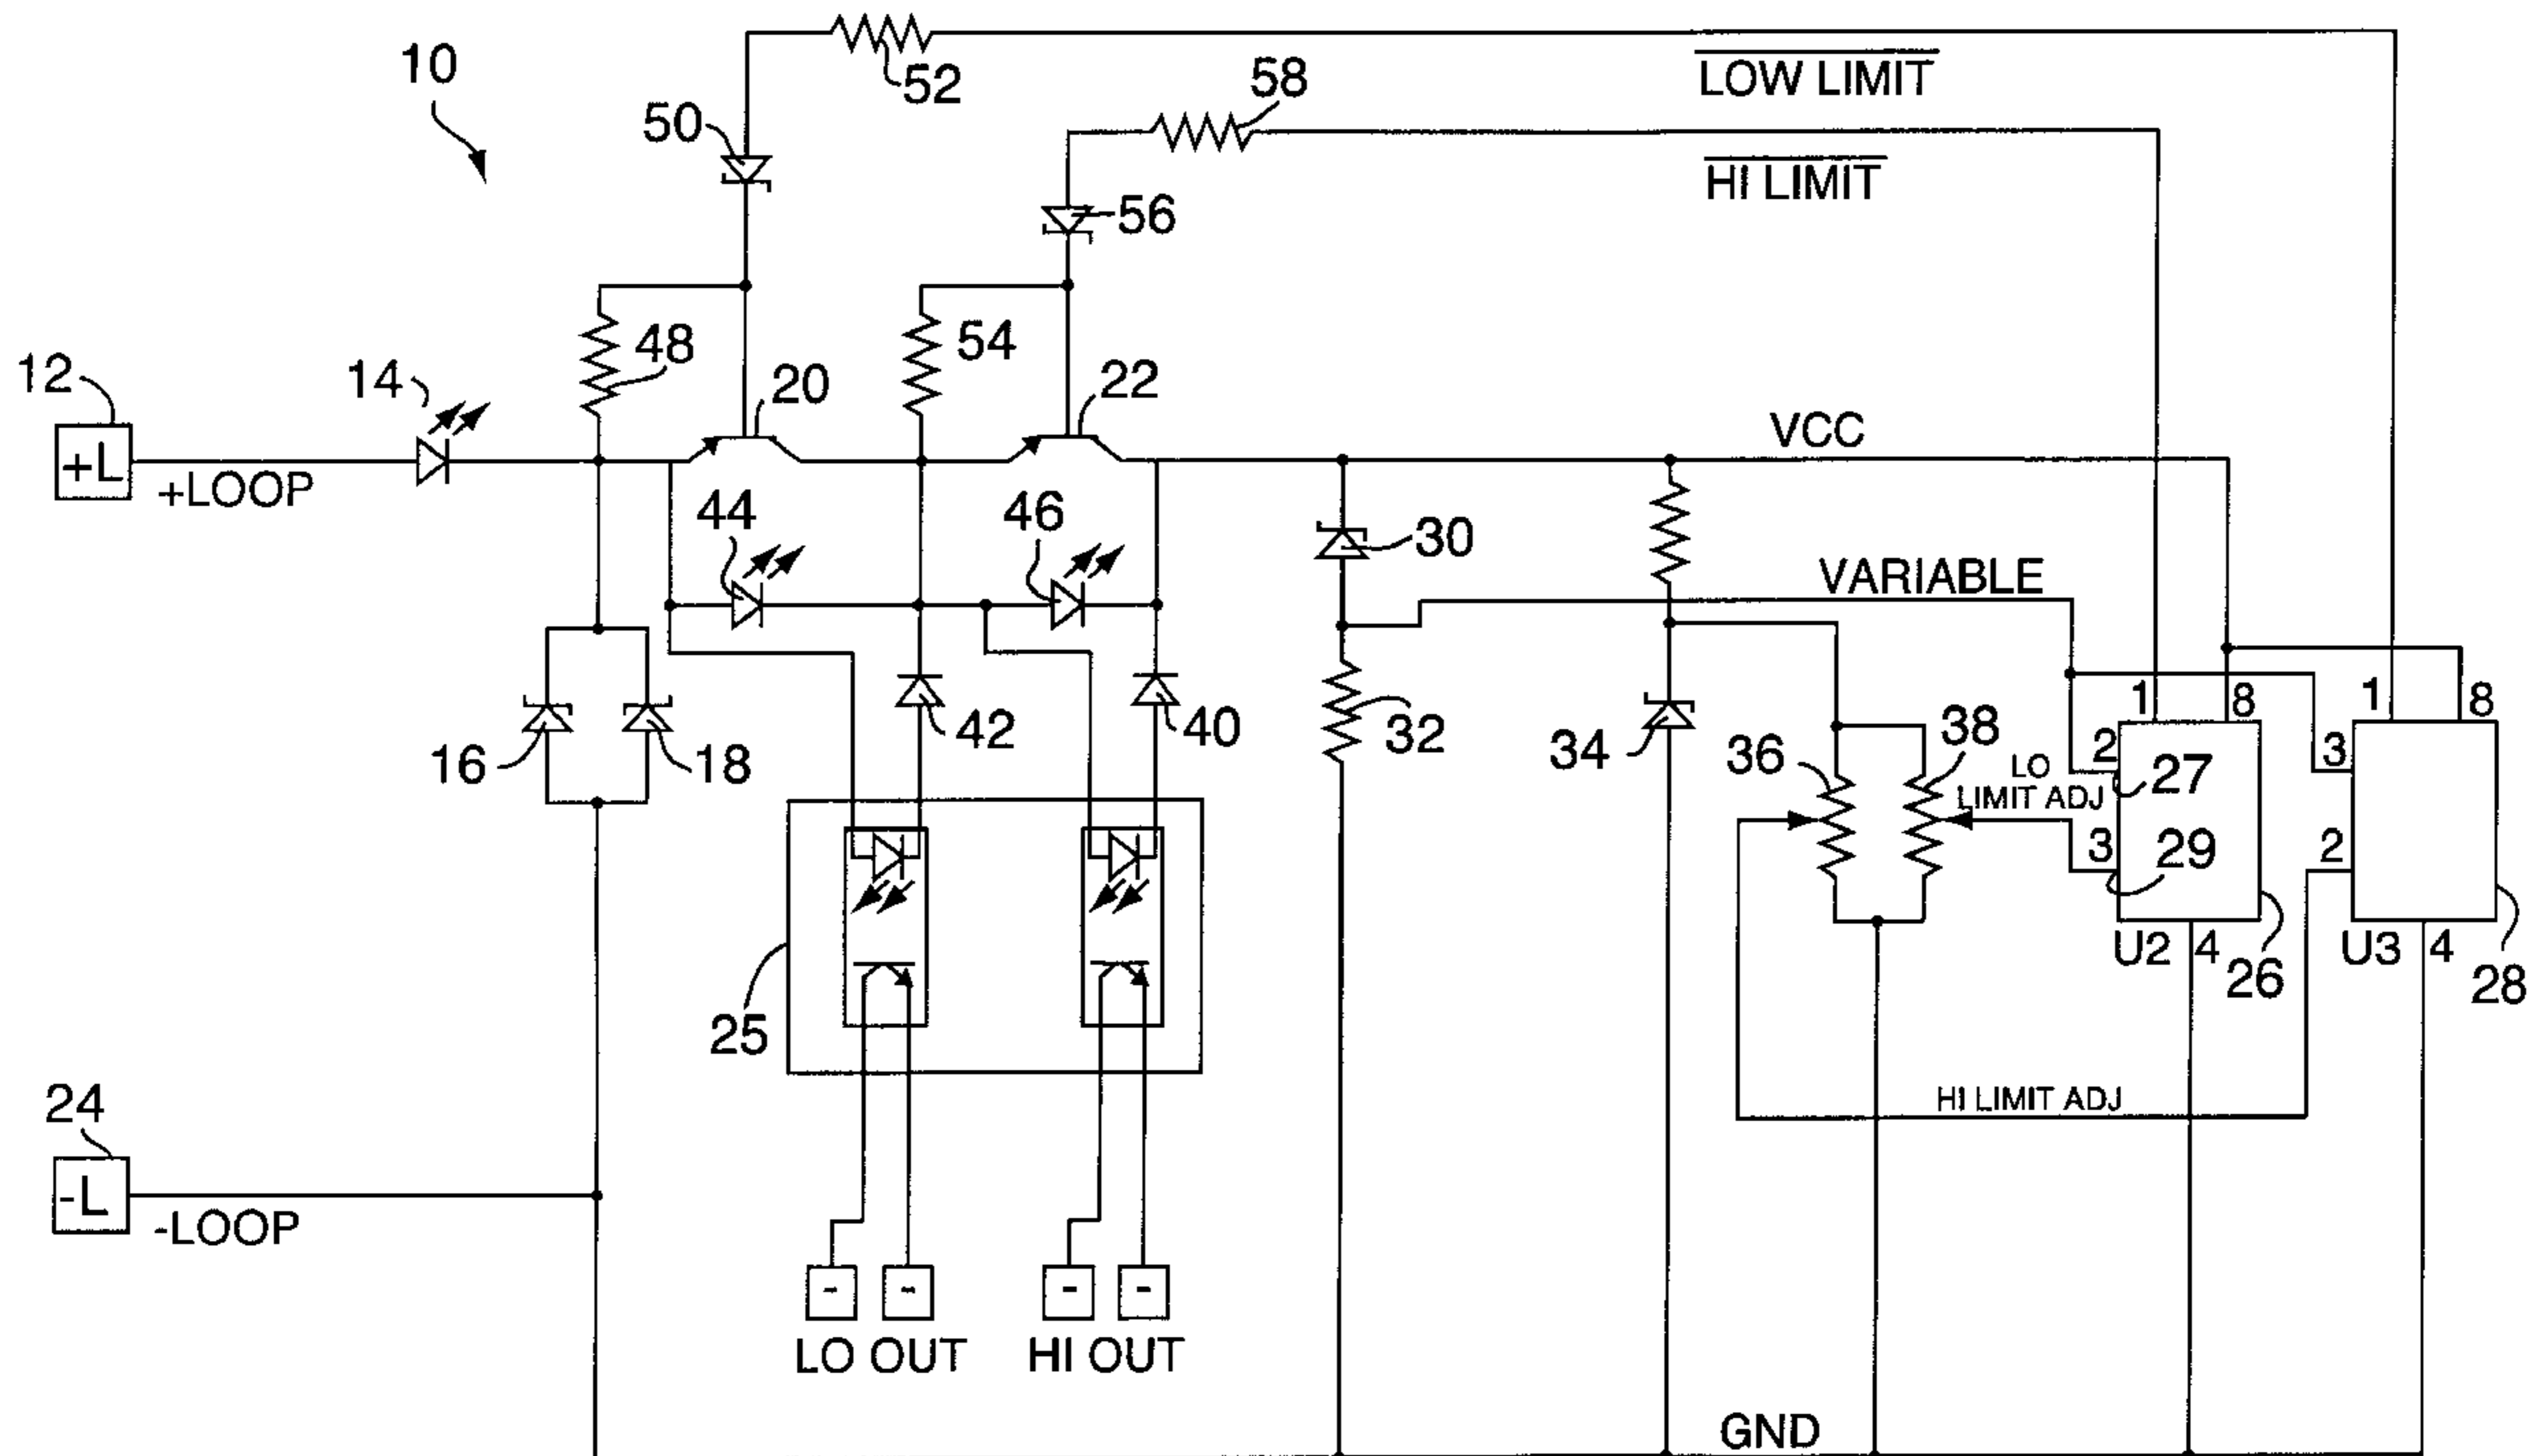 10
52
LOW LIMIT
58
50
HI LIMIT
56
48
54
12
14
20
22
VCC
+L
+LOOP
44
46
30
VARIABLE
16
18
42
40
32
34
36
38
LO
LIMIT ADJ
1
8
2
27
3
29
1
8
3
2
U2
4
26
U3
4
28
25
24
HI LIMIT ADJ
-L
-LOOP
- -
- -
LO OUT
HI OUT
GND